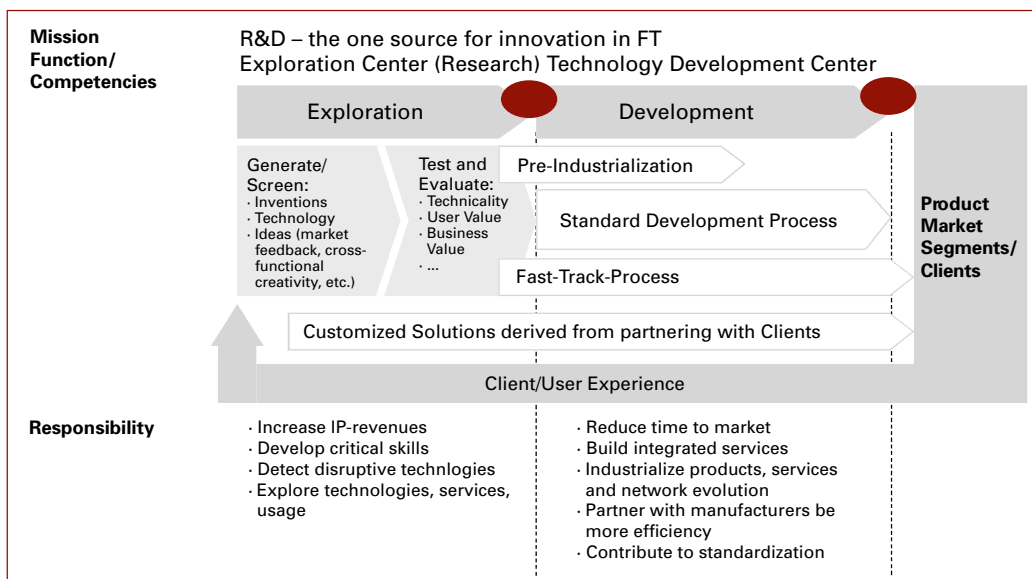 Mission
Function/
Competencies
R&D – the one source for innovation in FT
Exploration Center (Research) Technology Development Center
Exploration
Development
Generate/
Screen:
· Inventions
· Technology
· Ideas (market
feedback, cross-
functional
creativity, etc.)
Test and
Evaluate:
· Technicality
· User Value
· Business
Value
· ...
Pre-Industrialization
Standard Development Process
Fast-Track-Process
Customized Solutions derived from partnering with Clients
Product
Market
Segments/
Clients
Client/User Experience
Responsibility
· Increase IP-revenues
· Develop critical skills
· Detect disruptive technlogies
· Explore technologies, services,
usage
· Reduce time to market
· Build integrated services
· Industrialize products, services
and network evolution
· Partner with manufacturers be
more efficiency
· Contribute to standardization